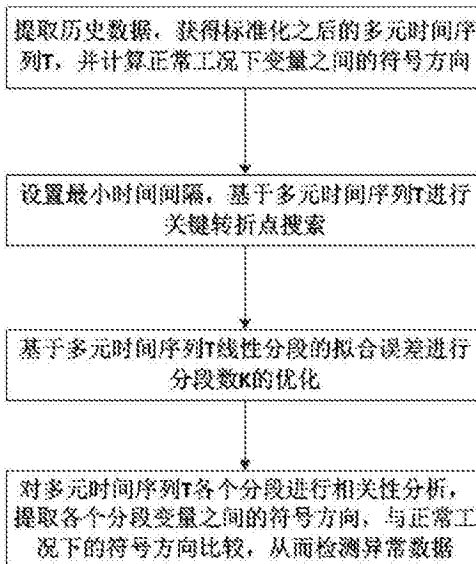 提取历史数据，获得标准化之后的多元时间序
列T，并计算正常工况下变量之间的符号方向
设置最小时间间隔，基于多元时间序列T进行
关键转折点搜索
基于多元时间序列T线性分段的拟合误差进行
分段数K的优化
对多元时间序列T各个分段进行相关性分析，
提取各个分段变量之间的符号方向，与正常工
况下的符号方向比较，从而检测异常数据